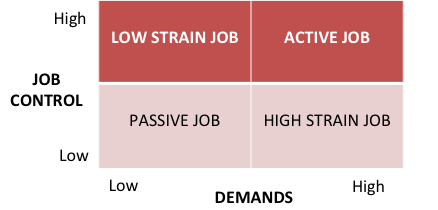 High
LOW STRAIN JOB
ACTIVE JOB
JOB
CONTROL
PASSIVE JOB
HIGH STRAIN JOB
Low
Low
High
DEMANDS